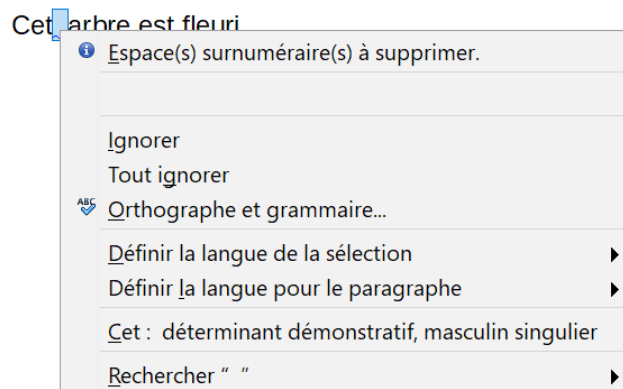 Cet  arbre est fleuri
Espace(s) surnuméraire(s) à supprimer.
Ignorer
Tout ignorer
ABC
Orthographe et grammaire...
Définir la langue de la sélection
Définir la langue pour le paragraphe
Cet :  déterminant démonstratif, masculin singulier
Rechercher “  ”